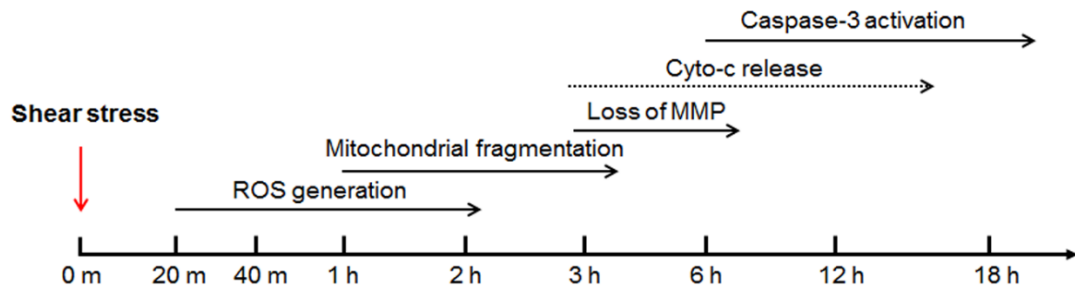 Caspase-3 activation
Cyto-c release
Shear stress
Loss of MMP
Mitochondrial fragmentation
ROS generation
0 m 20 m 40 m 1 h 2 h 3 h 6 h 12 h 18 h